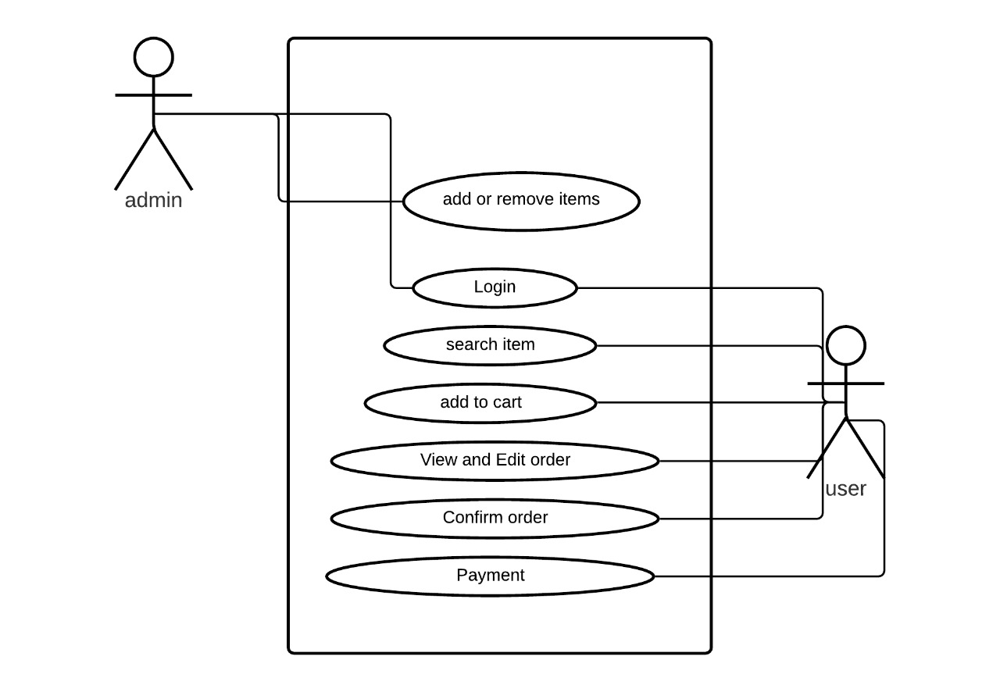 admin
add or remove items
Login
search item
add to cart
View and Edit order
user
Confirm order
Payment